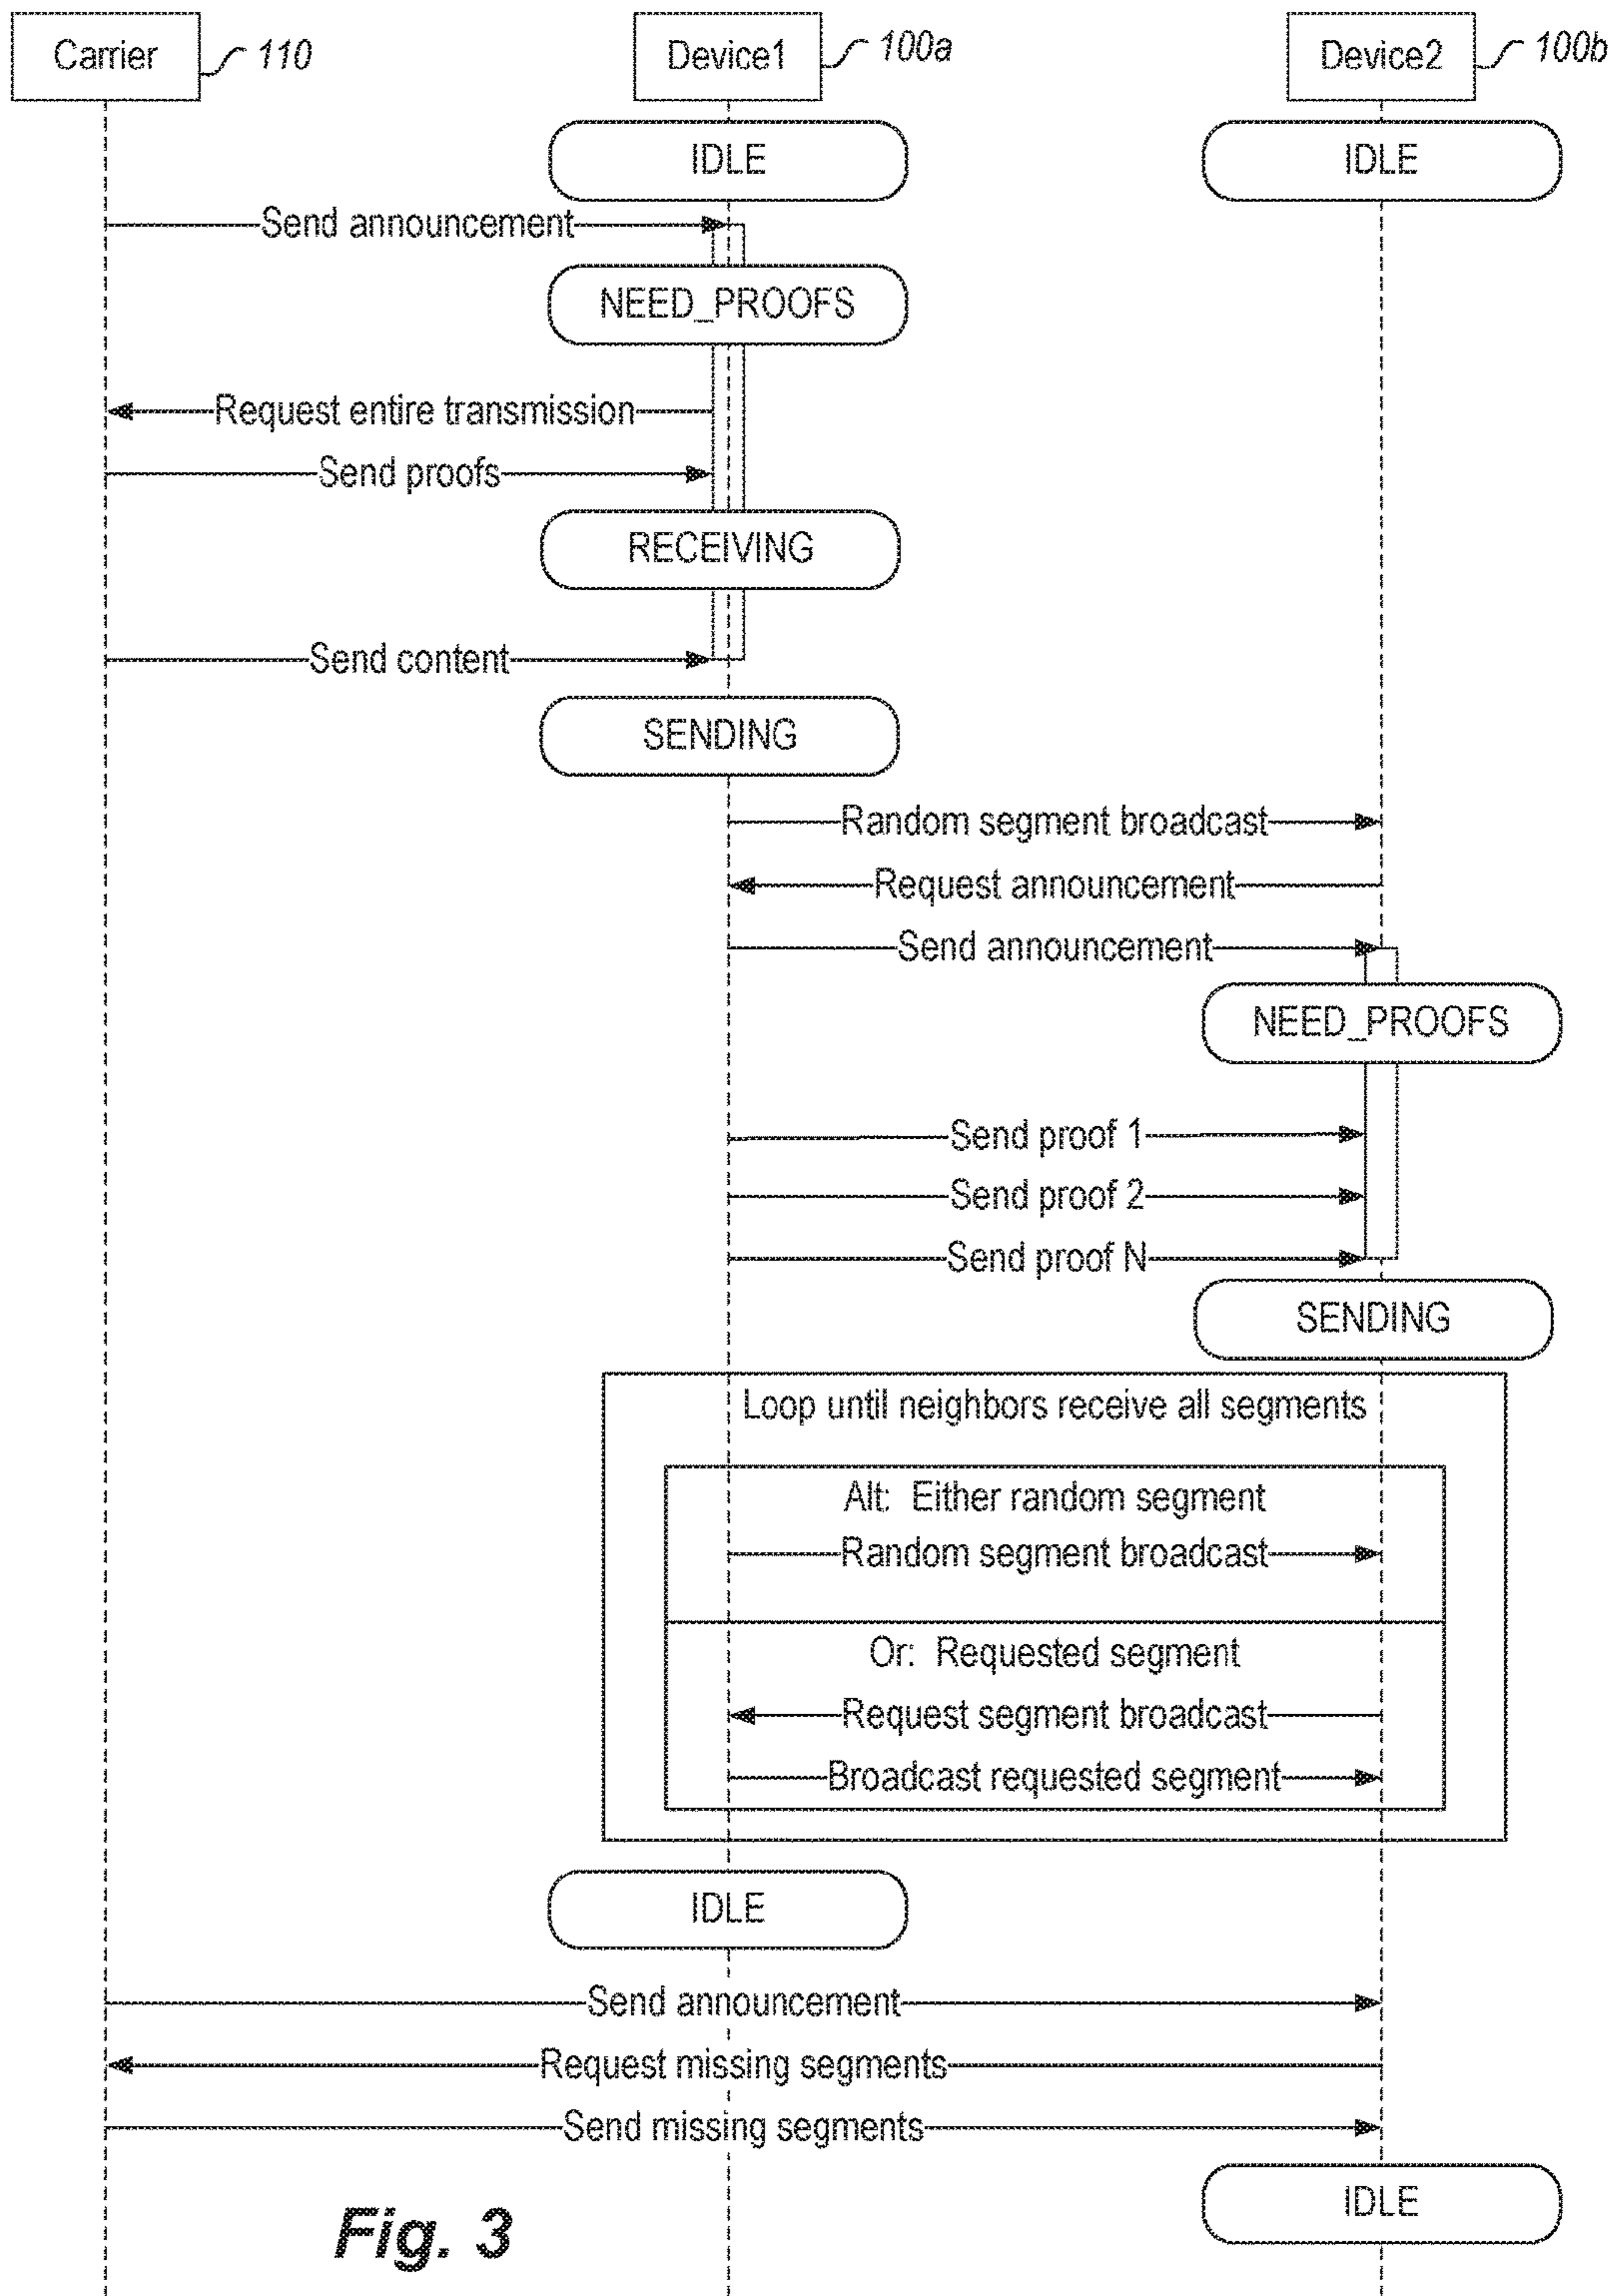 Carrier 110 Device1 100a Device2 100b
IDLE IDLE
Send announcement
NEED_PROOFS
Request entire transmission
Send proofs
RECEIVING
Send content
SENDING
Random segment broadcast
Request announcement
Send announcement
NEED_PROOFS
Send proof 1
Send proof 2
Send proof N
SENDING
Loop until neighbors receive all segments
Alt: Either random segment
Random segment broadcast
Or: Requested segment
Request segment broadcast
Broadcast requested segment
IDLE
Send announcement
Request missing segments
Send missing segments
IDLE
Fig. 3